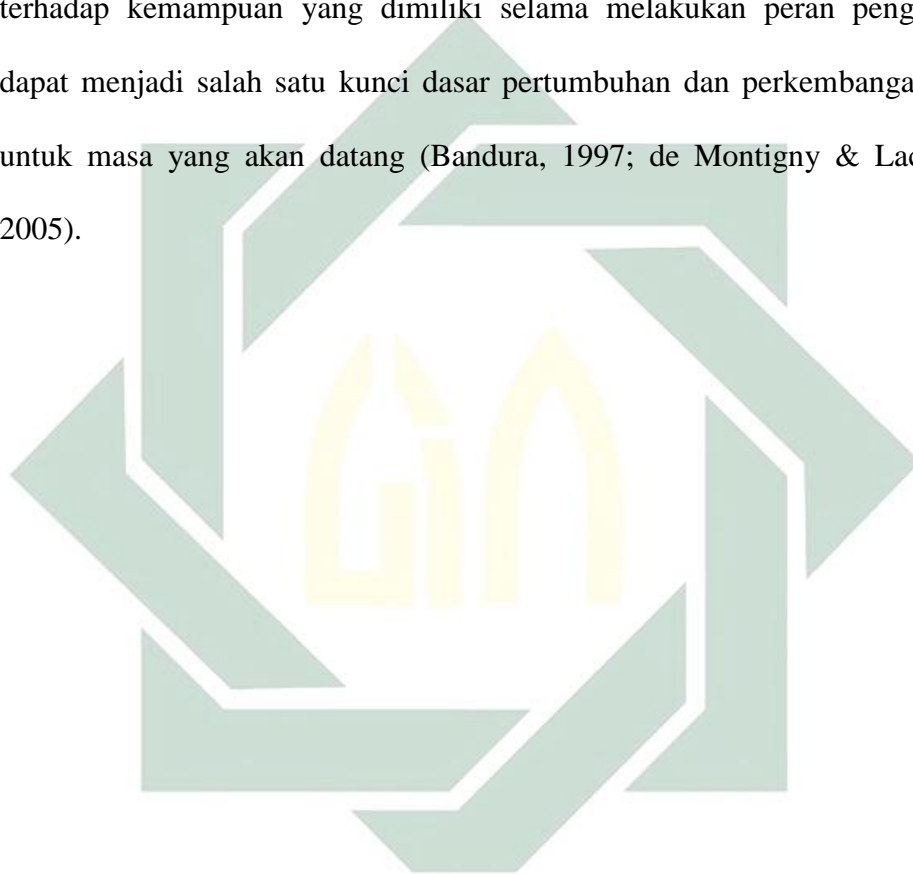 terhadap kemampuan yang dimiliki selama melakukan peran peng
dapat menjadi salah satu kunci dasar pertumbuhan dan perkembanga
untuk masa yang akan datang (Bandura, 1997; de Montigny & Lac
2005).